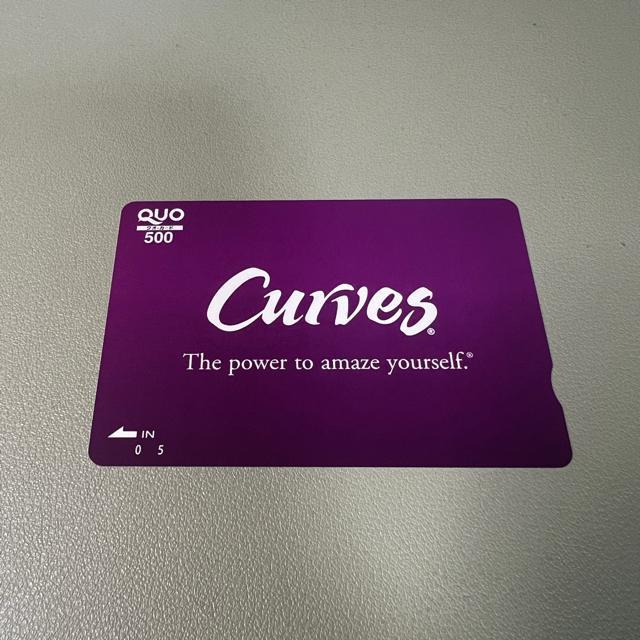 QUO
クオ・カード
500
Curves®
The power to amaze yourself.®
IN
0 5